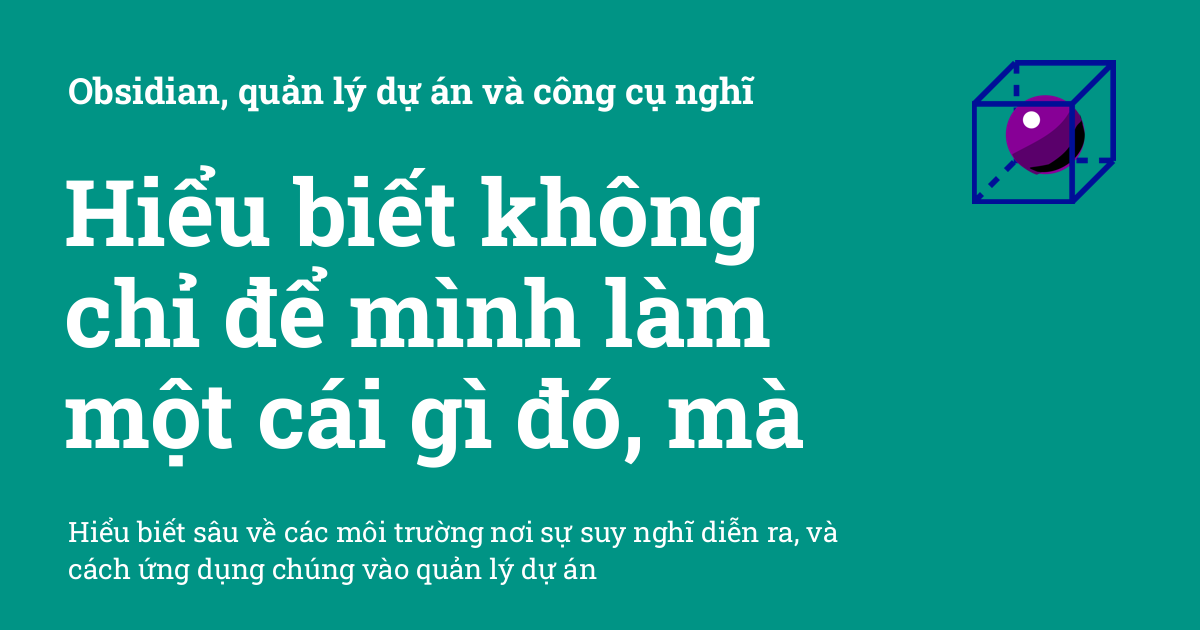 Obsidian, quản lý dự án và công cụ nghĩ
Hiểu biết không
chỉ để mình làm
một cái gì đó, mà
Hiểu biết sâu về các môi trường nơi sự suy nghĩ diễn ra, và
cách ứng dụng chúng vào quản lý dự án